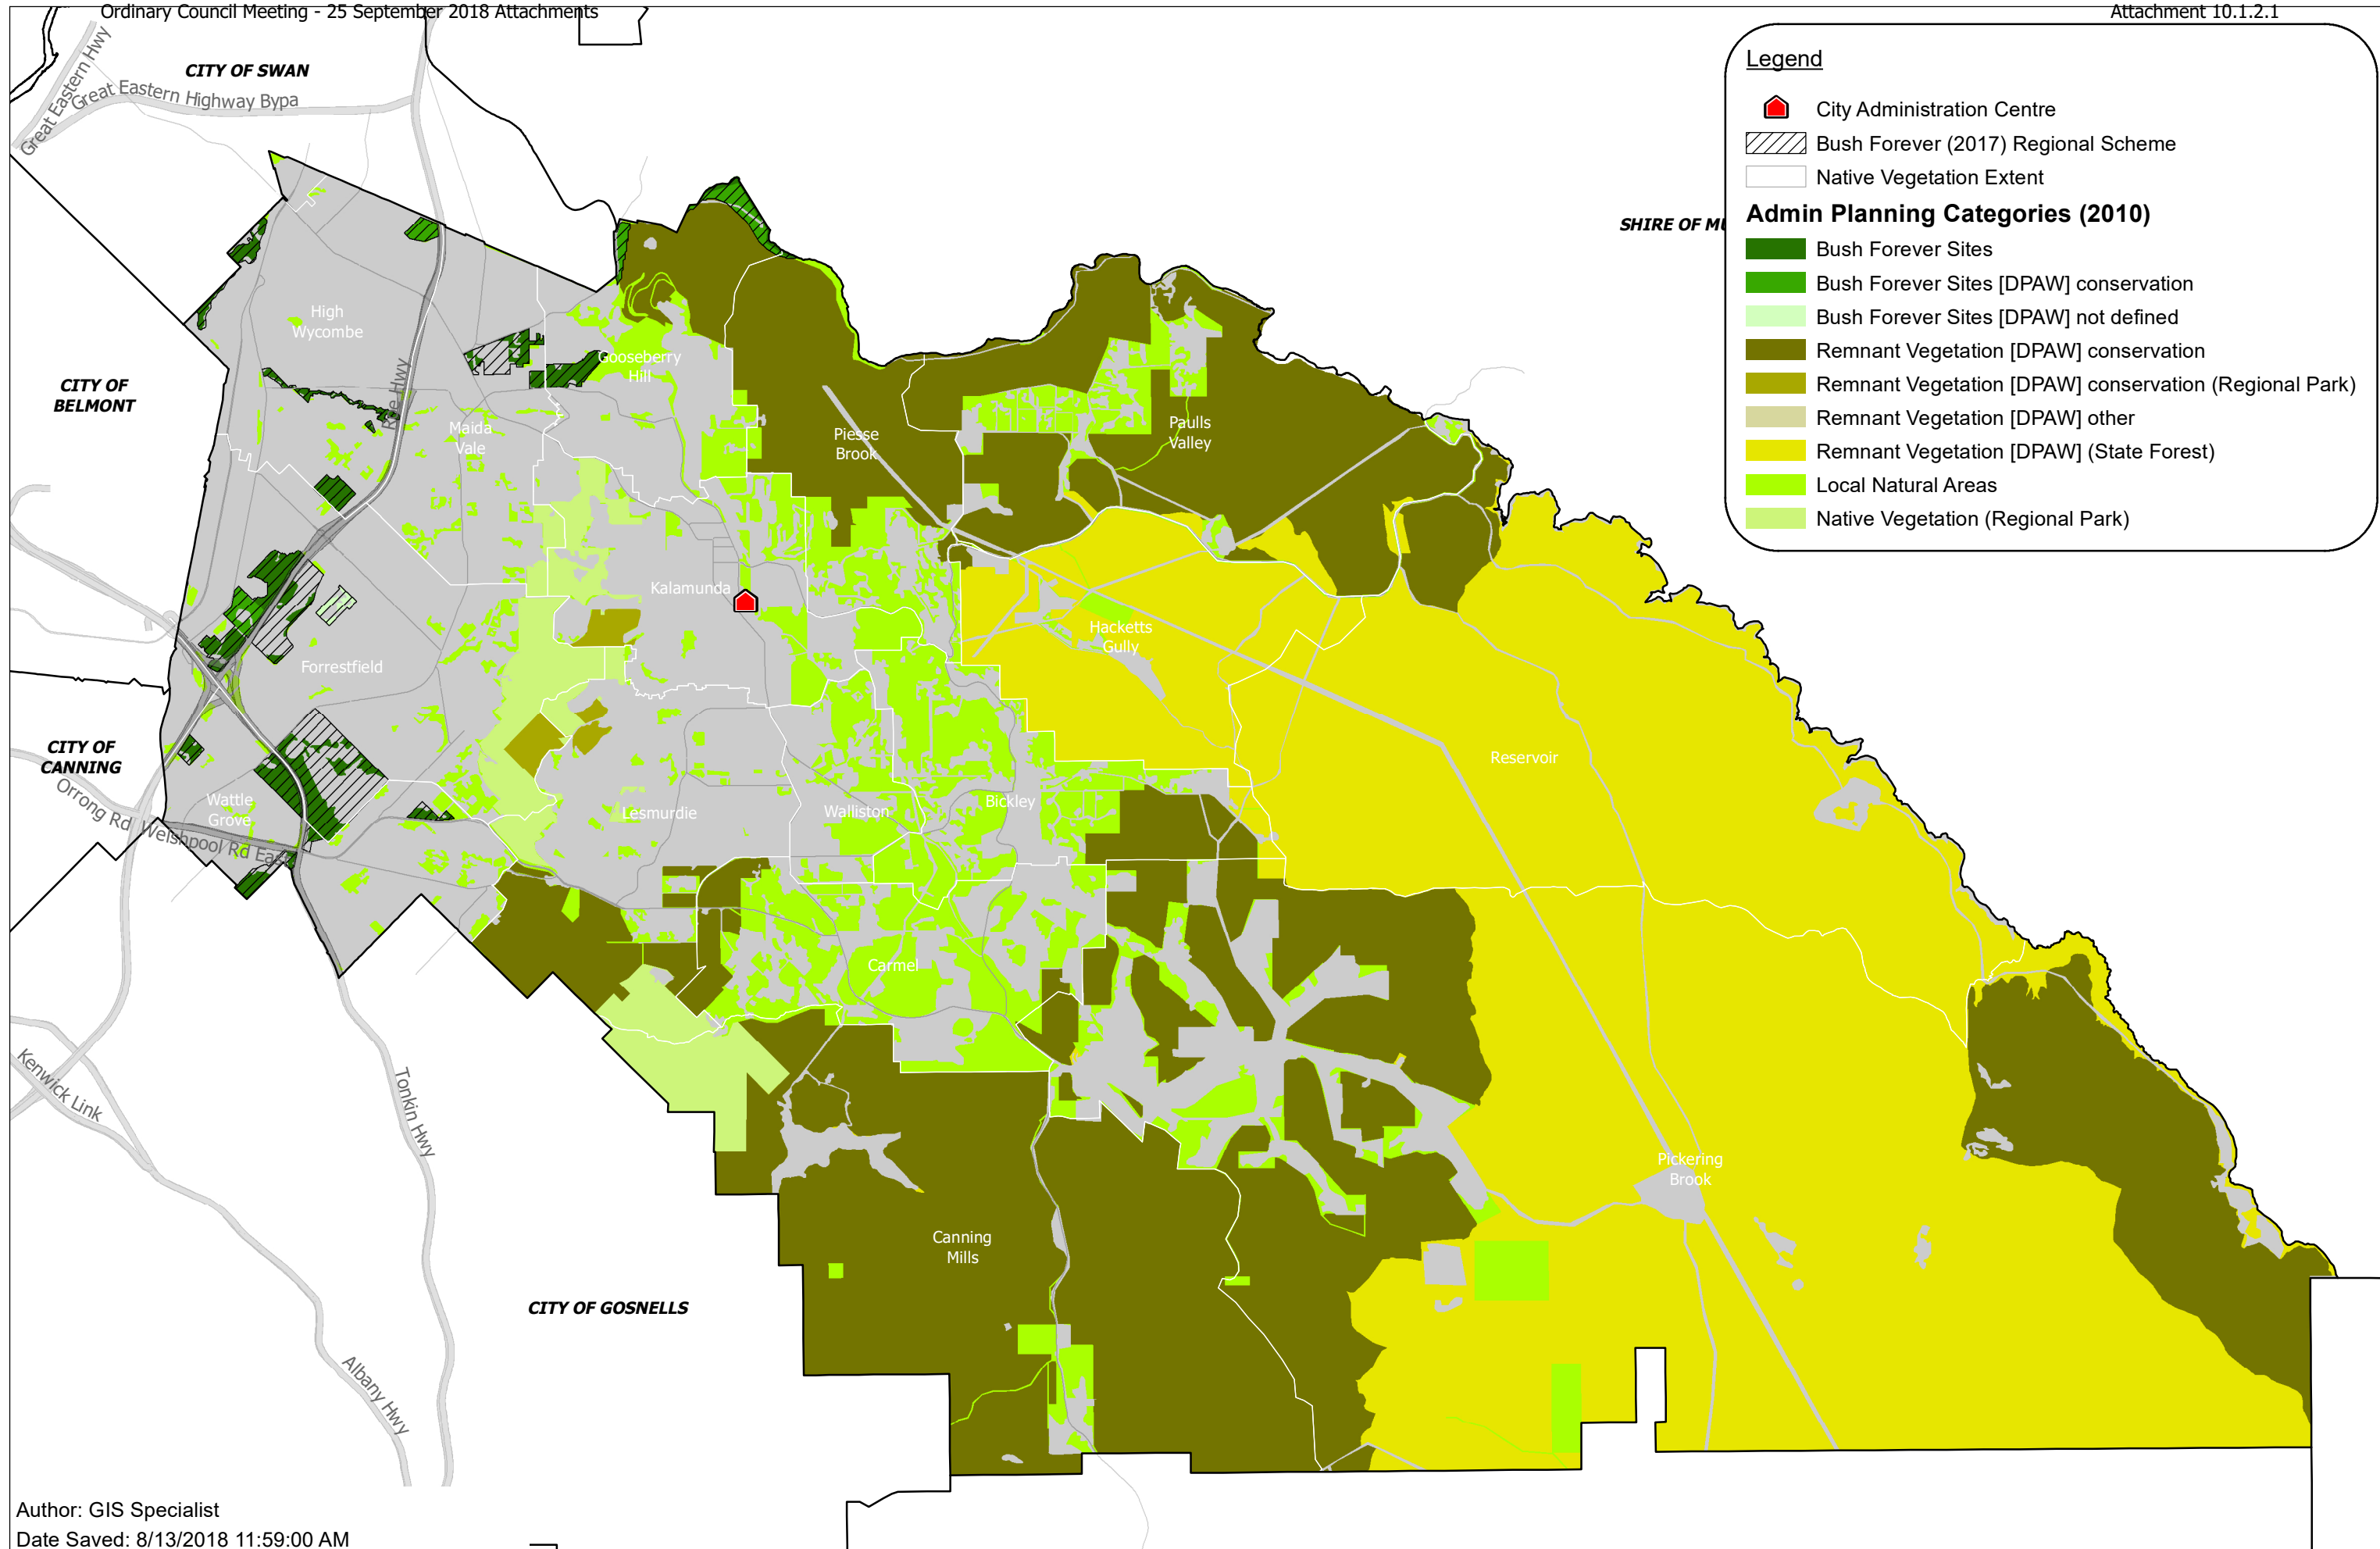 Ordinary Council Meeting - 25 September 2018 Attachments
Attachment 10.1.2.1
Legend
City Administration Centre
Bush Forever (2017) Regional Scheme
Native Vegetation Extent
Admin Planning Categories (2010)
Bush Forever Sites
Bush Forever Sites [DPAW] conservation
Bush Forever Sites [DPAW] not defined
Remnant Vegetation [DPAW] conservation
Remnant Vegetation [DPAW] conservation (Regional Park)
Remnant Vegetation [DPAW] other
Remnant Vegetation [DPAW] (State Forest)
Local Natural Areas
Native Vegetation (Regional Park)
Great Eastern Hwy
CITY OF SWAN
Great Eastern Highway Bypa
SHIRE OF MU
High
Wycombe
Gooseberry
Hill
CITY OF
BELMONT
Hwy
Maida
Vale
Piesse
Brook
Paulls
Valley
Kalamunda
Hacketts
Gully
Forrestfield
CITY OF
CANNING
Reservoir
Orrong Rd
Wattle
Grove
Welshpool Rd East
Lesmurdie
Walliston
Bickley
Carmel
Kenwick Link
Tonkin Hwy
Pickering
Brook
Canning
Mills
CITY OF GOSNELLS
Albany Hwy
Author: GIS Specialist
Date Saved: 8/13/2018 11:59:00 AM